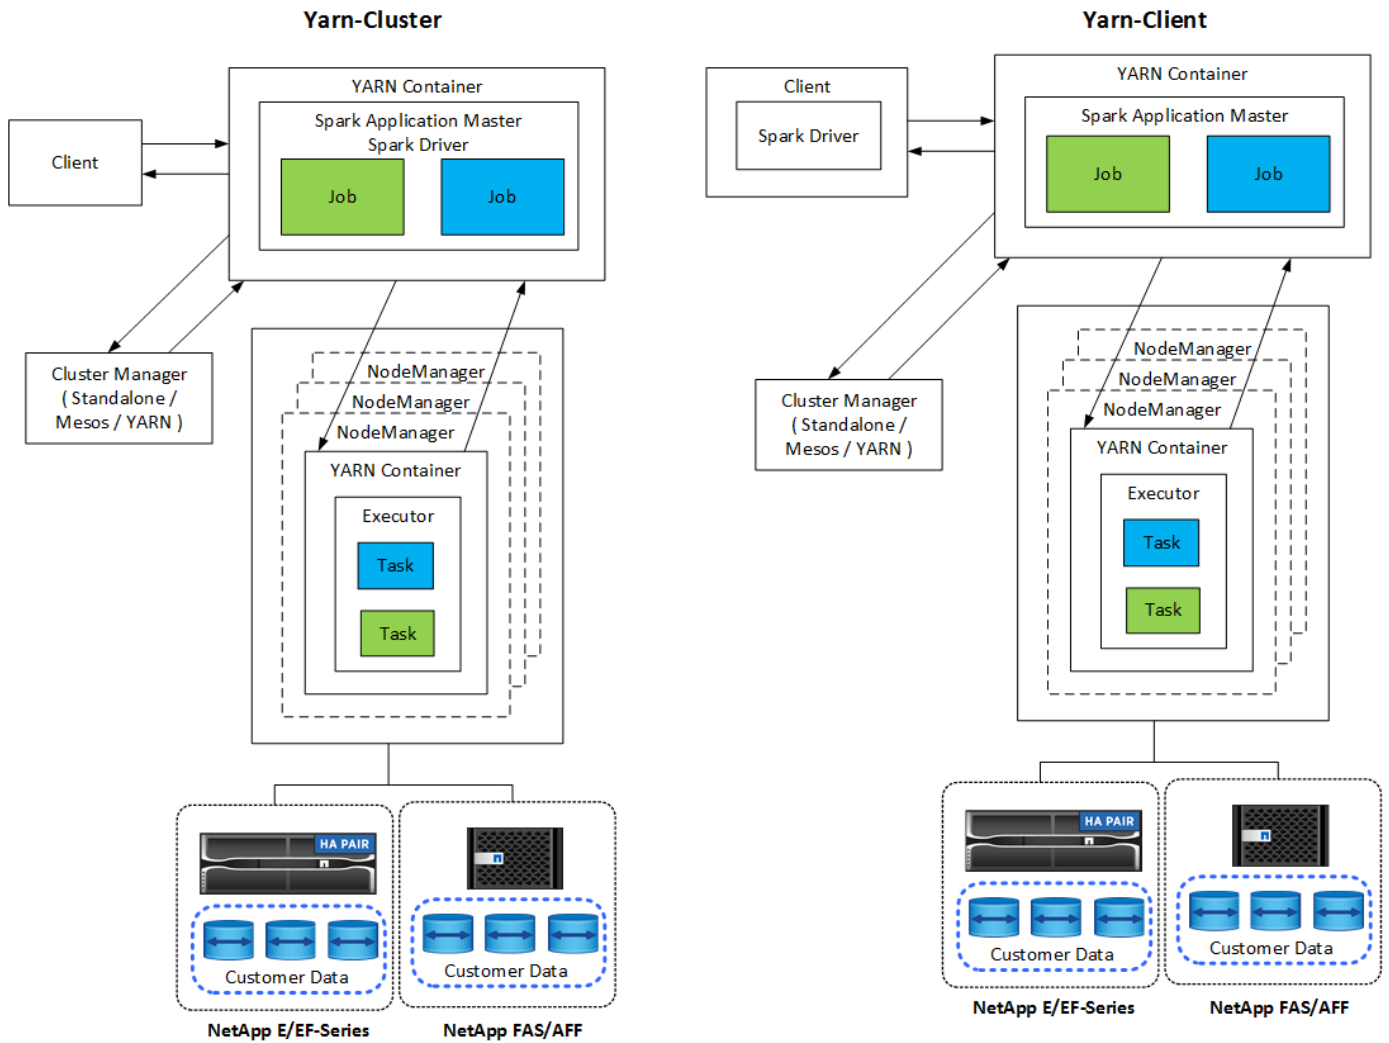 Yarn-Cluster
Client
YARN Container
Spark Application Master
Spark Driver
Job
Job
Cluster Manager
( Standalone /
Mesos / YARN )
NodeManager
NodeManager
NodeManager
YARN Container
Executor
Task
Task
HA PAIR
Customer Data
NetApp E/EF-Series
Customer Data
NetApp FAS/AFF
Yarn-Client
Client
Spark Driver
YARN Container
Spark Application Master
Job
Job
Cluster Manager
( Standalone /
Mesos / YARN )
NodeManager
NodeManager
NodeManager
YARN Container
Executor
Task
Task
HA PAIR
Customer Data
NetApp E/EF-Series
Customer Data
NetApp FAS/AFF